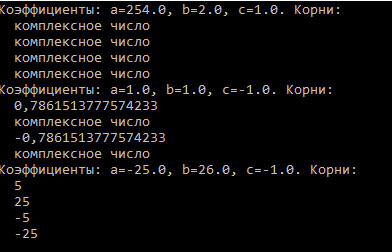 Коэффициенты: a=254.0, b=2.0, c=1.0. Корни:
комплексное число
комплексное число
комплексное число
комплексное число
Коэффициенты: a=1.0, b=1.0, c=-1.0. Корни:
0,7861513777574233
комплексное число
-0,7861513777574233
комплексное число
Коэффициенты: a=-25.0, b=26.0, c=-1.0. Корни:
5
25
-5
-25